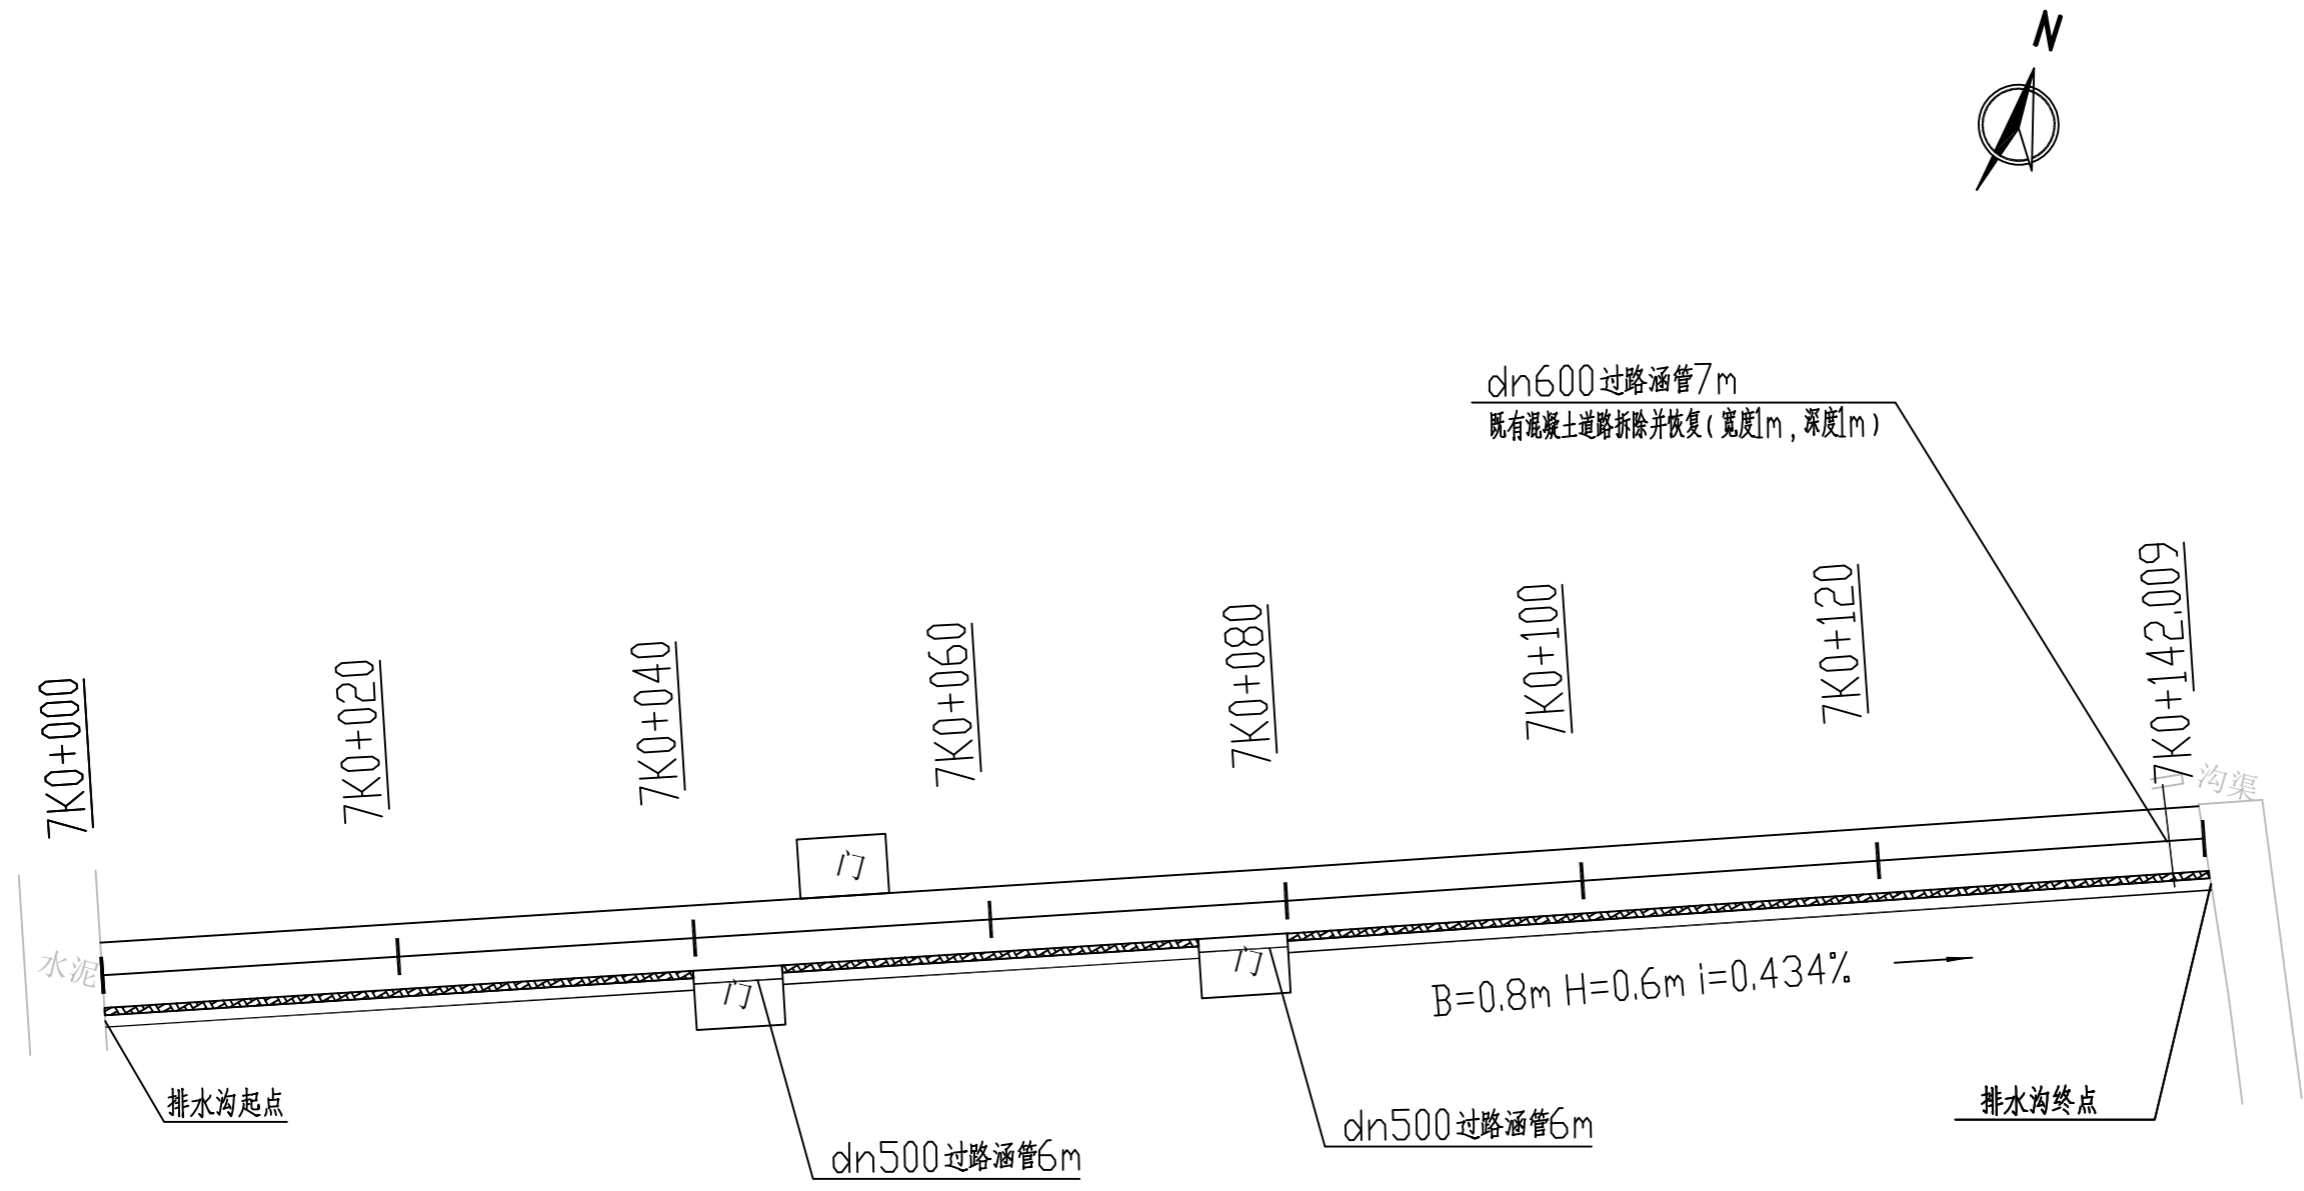 N
dn600过路涵管7m
既有混凝土道路拆除并恢复(宽度1m,深度1m)
7K0+000
7K0+020
7K0+040
7K0+060
7K0+080
7K0+100
7K0+120
7K0+142.009
沟渠
门
水泥
门
门
B=0.8m H=0.6m i=0.434%
排水沟起点
排水沟终点
dn500过路涵管6m
dn500过路涵管6m